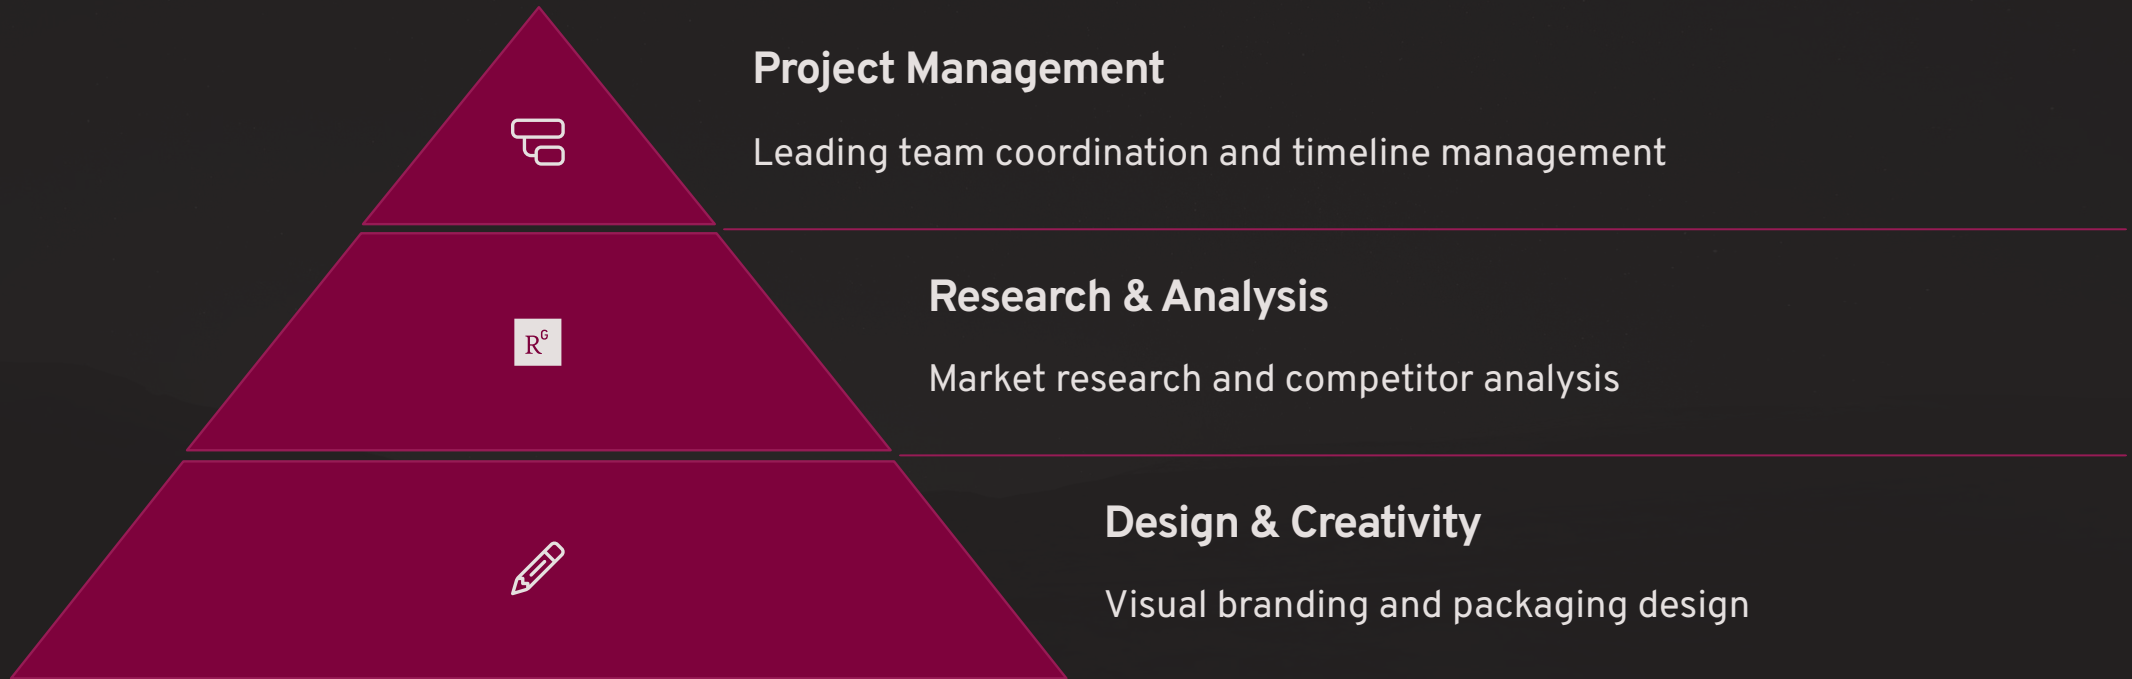 Project Management
Leading team coordination and timeline management
RG
Research & Analysis
Market research and competitor analysis
Design & Creativity
Visual branding and packaging design